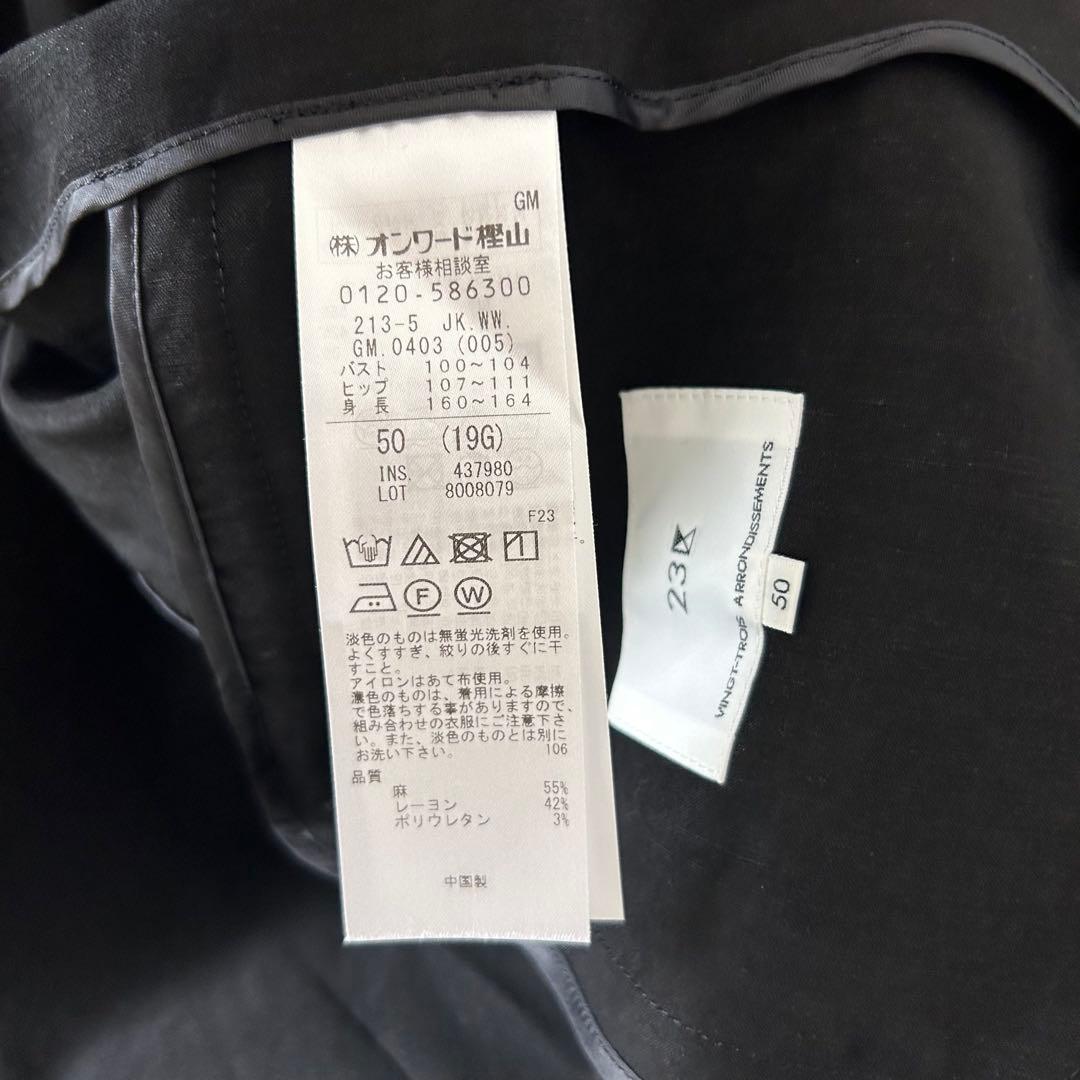 GM
(株)オンワード樫山
お客様相談室
0120-586300
213-5 JK.WW.
GM.0403 (005)
バスト 100～104
ヒップ 107～111
身 長 160～164
50 (19G)
INS. 437980
LOT 8008079
F23
F W
淡色のものは無蛍光洗剤を使用。
よくすすぎ、絞りの後すぐに干
すこと。
アイロンはあて布使用。
濃色のものは、着用による摩擦
で色落ちする事がありますので、
組み合わせの衣服にご注意下さ
い。また、淡色のものとは別に
お洗い下さい。 106
品質
麻 55%
レーヨン 42%
ポリウレタン 3%
中国製
23区
VINGT-TROIS ARRONDISSEMENTS
50